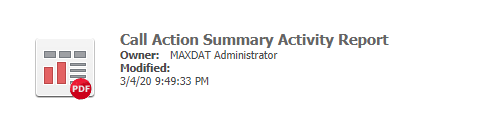 Call Action Summary Activity Report
Owner: MAXDAT Administrator
Modified:
3/4/20 9:49:33 PM
PDF